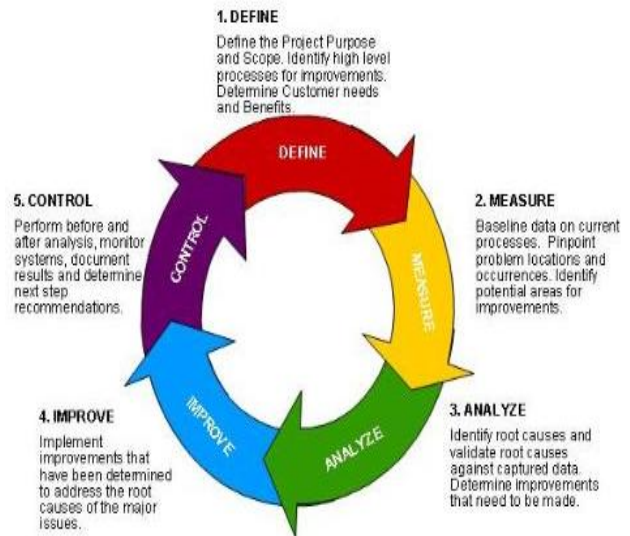 1. DEFINE
Define the Project Purpose
and Scope. Identify high level
processes for improvements.
Determine Customer needs
and Benefits.
DEFINE
2. MEASURE
Baseline data on current
processes. Pinpoint
problem locations and
occurrences. Identify
potential areas for
improvements.
MEASURE
3. ANALYZE
Identify root causes and
validate root causes
against captured data.
Determine improvements
that need to be made.
ANALYZE
4. IMPROVE
Implement
improvements that
have been determined
to address the root
causes of the major
issues.
IMPROVE
5. CONTROL
Perform before and
after analysis, monitor
systems, document
results and determine
next step
recommendations.
CONTROL